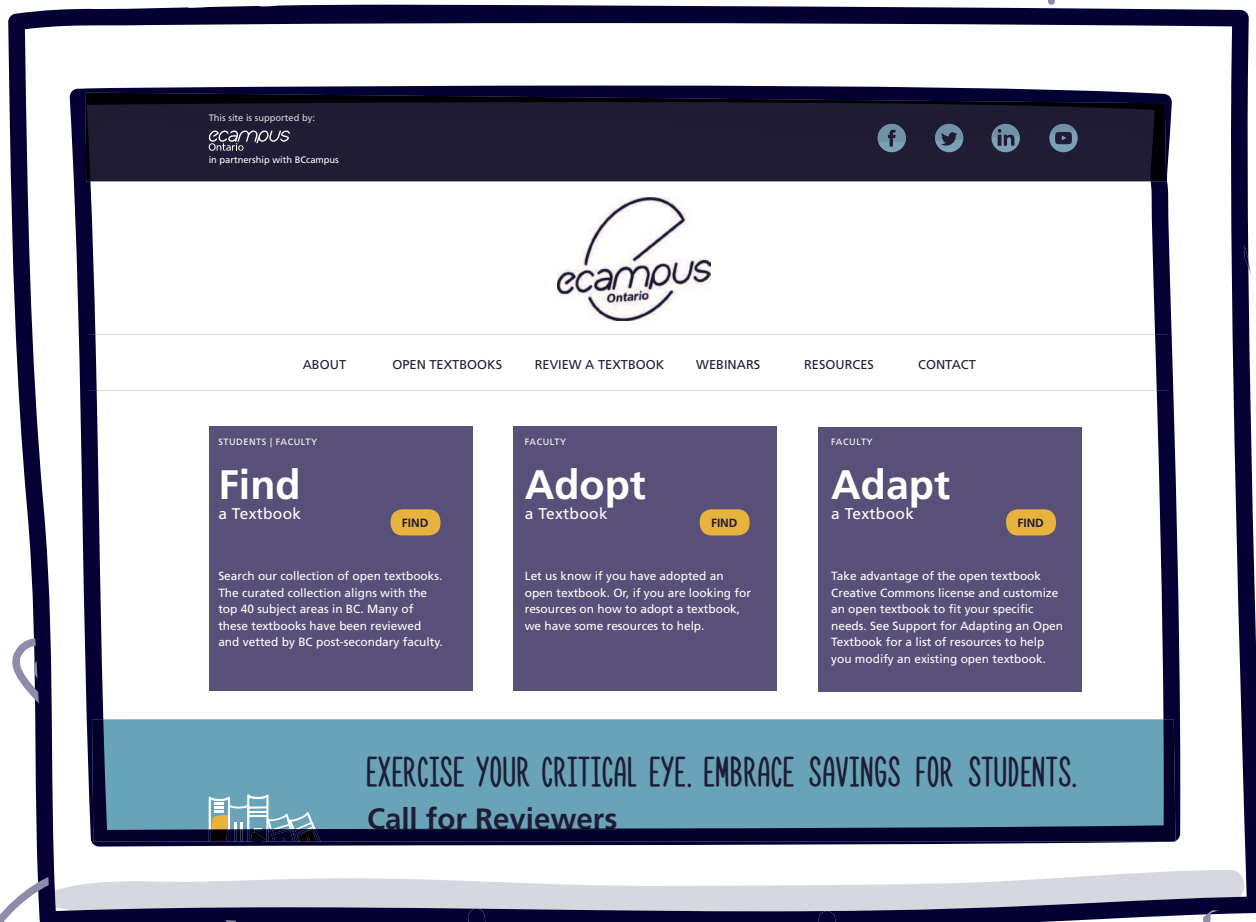 This site is supported by:
ecampus
Ontario
in partnership with BCcampus
ecampus
Ontario
ABOUT OPEN TEXTBOOKS REVIEW A TEXTBOOK WEBINARS RESOURCES CONTACT
STUDENTS | FACULTY
Find
a Textbook
FIND
Search our collection of open textbooks.
The curated collection aligns with the
top 40 subject areas in BC. Many of
these textbooks have been reviewed
and vetted by BC post-secondary faculty.
FACULTY
Adopt
a Textbook
FIND
Let us know if you have adopted an
open textbook. Or, if you are looking for
resources on how to adopt a textbook,
we have some resources to help.
FACULTY
Adapt
a Textbook
FIND
Take advantage of the open textbook
Creative Commons license and customize
an open textbook to fit your specific
needs. See Support for Adapting an Open
Textbook for a list of resources to help
you modify an existing open textbook.
EXERCISE YOUR CRITICAL EYE. EMBRACE SAVINGS FOR STUDENTS.
Call for Reviewers